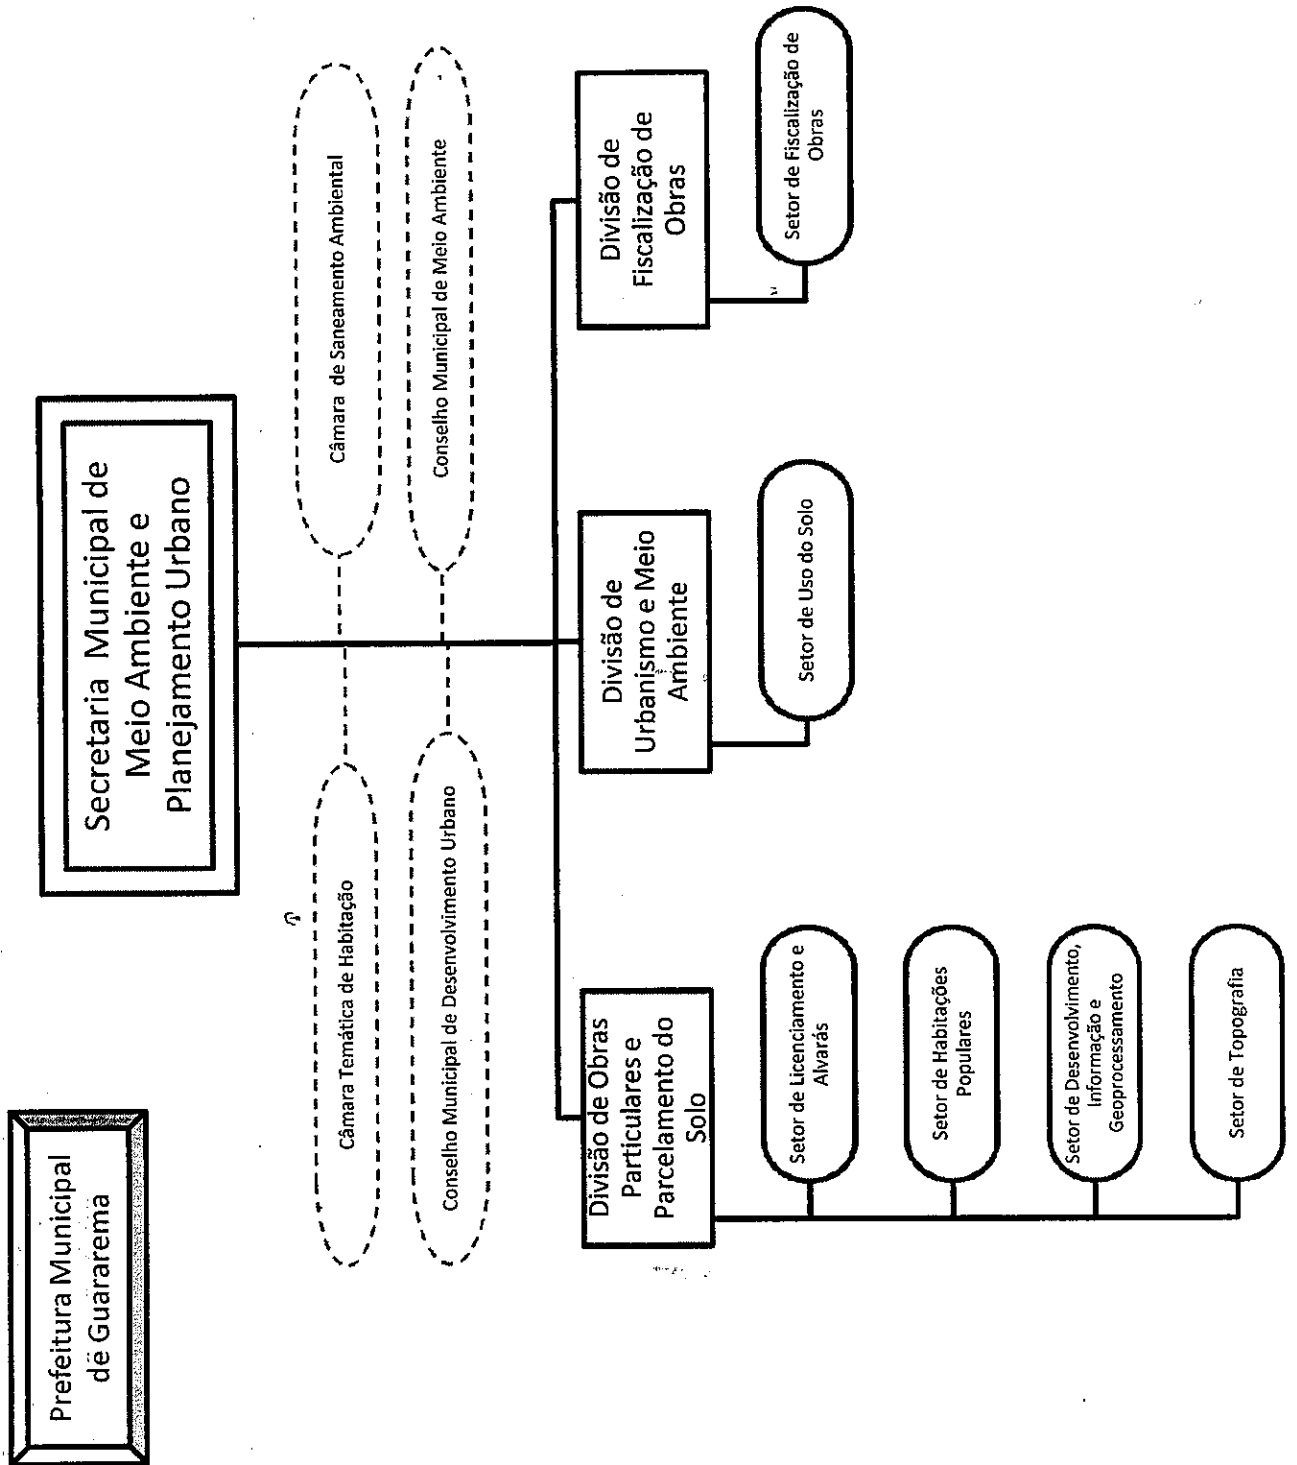 Prefeitura Municipal
de Guararema
Secretaria Municipal de
Meio Ambiente e
Planejamento Urbano
Câmara Temática de Habitação
Câmara de Saneamento Ambiental
Conselho Municipal de Desenvolvimento Urbano
Conselho Municipal de Meio Ambiente
Divisão de Obras
Particulares e
Parcelamento do
Solo
Setor de Licenciamento e
Alvarás
Setor de Habitações
Populares
Setor de Desenvolvimento,
Informação e
Geoprocessamento
Setor de Topografia
Divisão de
Urbanismo e Meio
Ambiente
Setor de Uso do Solo
Divisão de
Fiscalização de
Obras
Setor de Fiscalização de
Obras